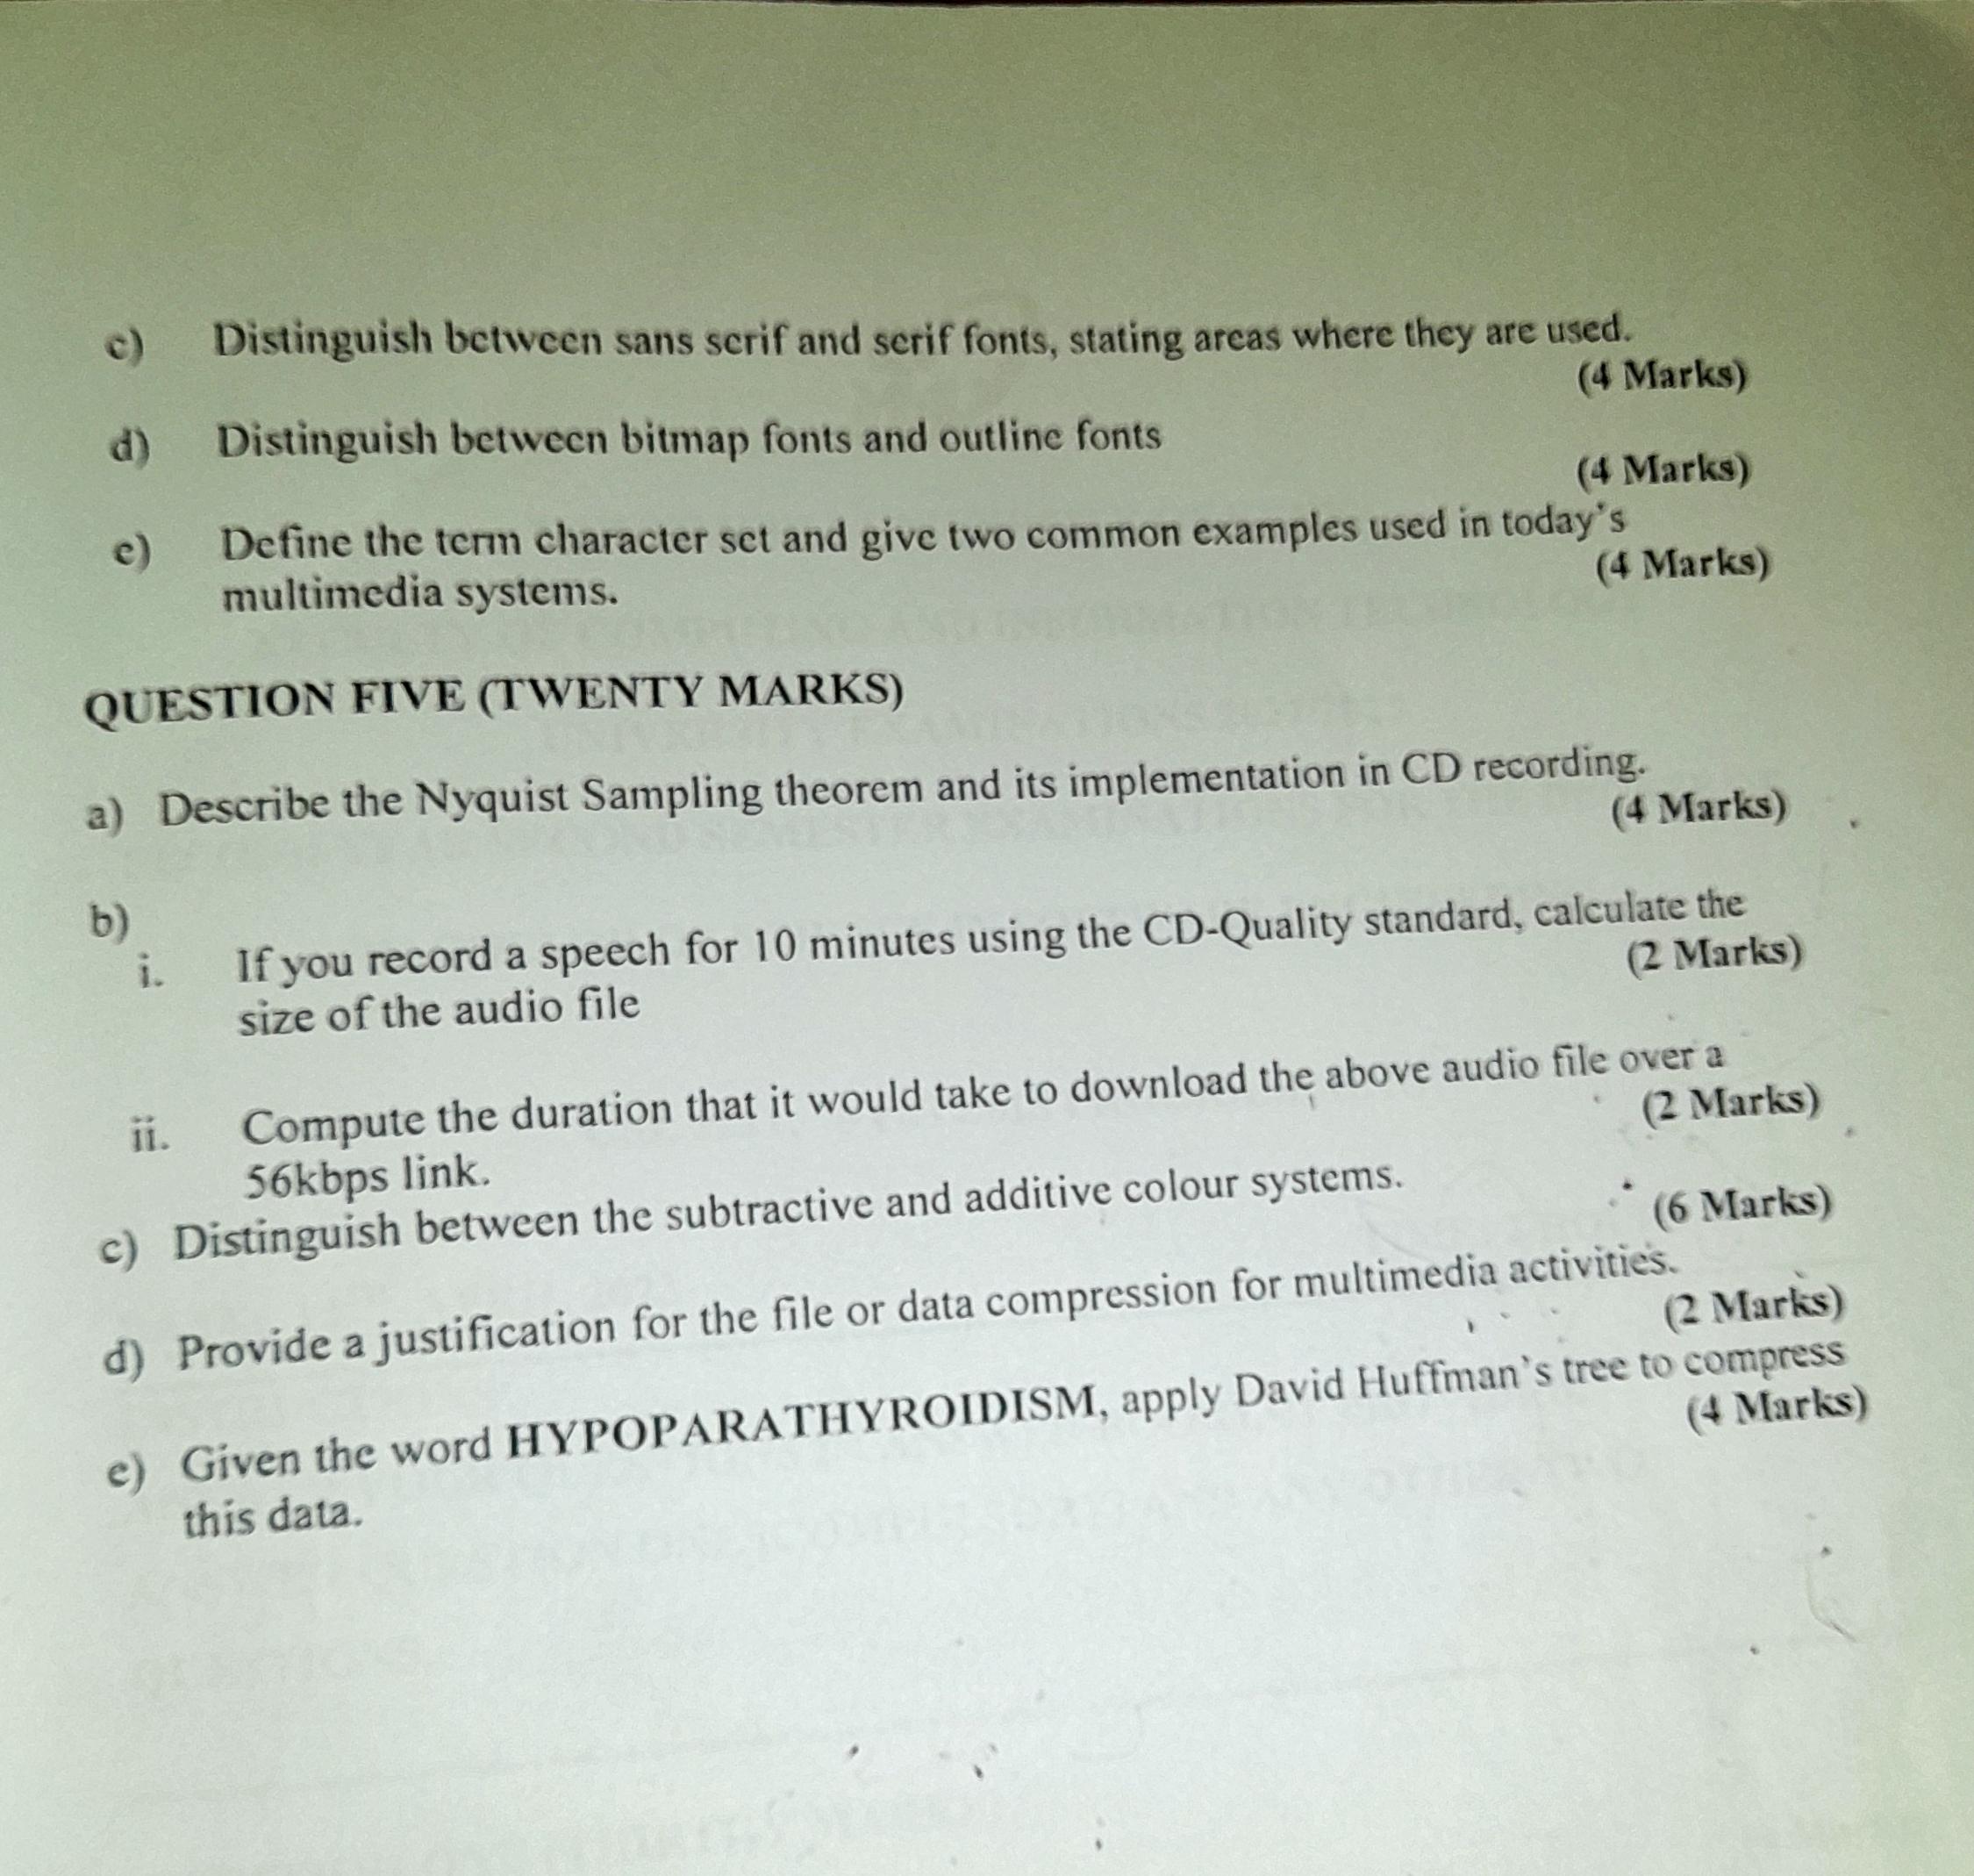 c) Distinguish between sans serif and serif fonts, stating areas where they are used.
(4 Marks)
d) Distinguish between bitmap fonts and outline fonts
(4 Marks)
e) Define the term character set and give two common examples used in today's
multimedia systems. (4 Marks)
QUESTION FIVE (TWENTY MARKS)
a) Describe the Nyquist Sampling theorem and its implementation in CD recording.
(4 Marks)
b)
i. If you record a speech for 10 minutes using the CD-Quality standard, calculate the
size of the audio file (2 Marks)
ii. Compute the duration that it would take to download the above audio file over a
56kbps link. (2 Marks)
c) Distinguish between the subtractive and additive colour systems.
(6 Marks)
d) Provide a justification for the file or data compression for multimedia activities.
(2 Marks)
e) Given the word HYPOPARATHYROIDISM, apply David Huffman's tree to compress
this data. (4 Marks)